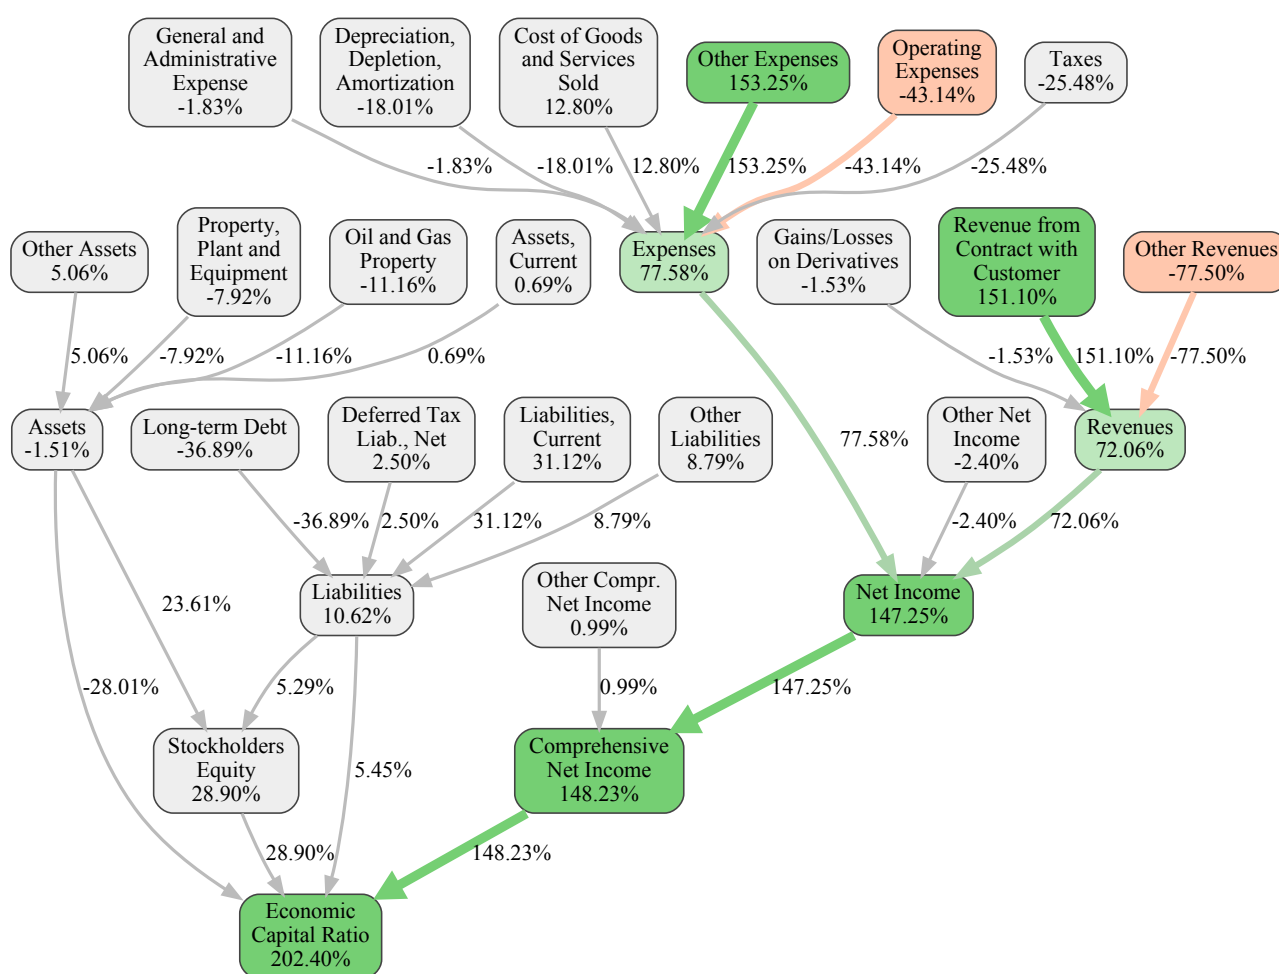 General and
Administrative
Expense
-1.83%
Depreciation,
Depletion,
Amortization
-18.01%
Cost of Goods
and Services
Sold
12.80%
Other Expenses
153.25%
Operating
Expenses
-43.14%
Taxes
-25.48%
-1.83%
-18.01%
12.80%
153.25%
-43.14%
-25.48%
Other Assets
5.06%
Property,
Plant and
Equipment
-7.92%
Oil and Gas
Property
-11.16%
Assets,
Current
0.69%
Expenses
77.58%
Gains/Losses
on Derivatives
-1.53%
Revenue from
Contract with
Customer
151.10%
Other Revenues
-77.50%
5.06%
-7.92%
-11.16%
0.69%
-1.53%
151.10%
-77.50%
Assets
-1.51%
Long-term Debt
-36.89%
Deferred Tax
Liab., Net
2.50%
Liabilities,
Current
31.12%
Other
Liabilities
8.79%
77.58%
Other Net
Income
-2.40%
Revenues
72.06%
-36.89%
2.50%
31.12%
8.79%
-2.40%
72.06%
23.61%
Liabilities
10.62%
Other Compr.
Net Income
0.99%
Net Income
147.25%
-28.01%
5.29%
0.99%
147.25%
Stockholders
Equity
28.90%
5.45%
Comprehensive
Net Income
148.23%
28.90%
148.23%
Economic
Capital Ratio
202.40%